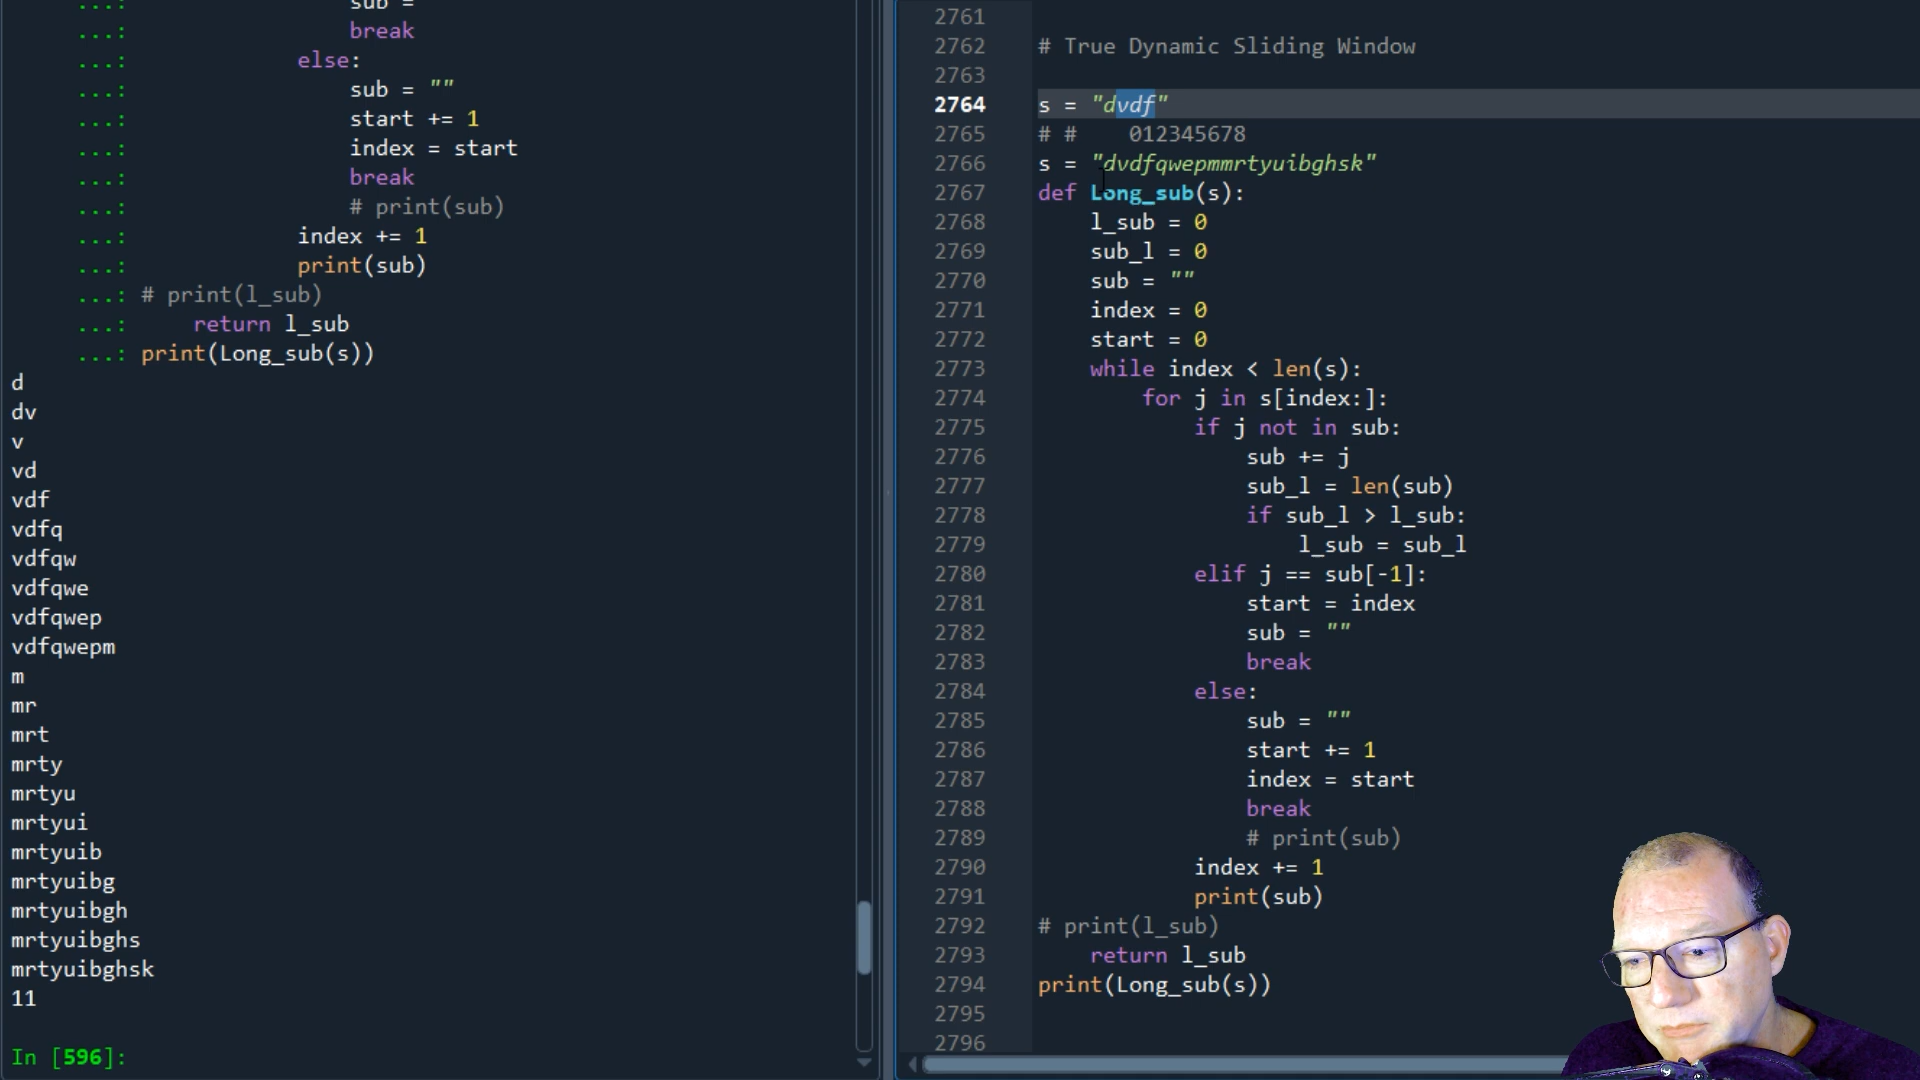 ...: sub =
...: break
...: else:
...: sub = ""
...: start += 1
...: index = start
...: break
...: # print(sub)
...: index += 1
...: print(sub)
...: # print(l_sub)
...: return l_sub
...: print(Long_sub(s))
d
dv
v
vd
vdf
vdfq
vdfqw
vdfqwe
vdfqwep
vdfqwepm
m
mr
mrt
mrty
mrtyu
mrtyui
mrtyuib
mrtyuibg
mrtyuibgh
mrtyuibghs
mrtyuibghsk
11
In [596]:
2761
2762 # True Dynamic Sliding Window
2763
2764 s = "dvdf"
2765 # # 012345678
2766 s = "dvdfqwepmmrtyuibghsk"
2767 def Long_sub(s):
2768 l_sub = 0
2769 sub_l = 0
2770 sub = ""
2771 index = 0
2772 start = 0
2773 while index < len(s):
2774 for j in s[index:]:
2775 if j not in sub:
2776 sub += j
2777 sub_l = len(sub)
2778 if sub_l > l_sub:
2779 l_sub = sub_l
2780 elif j == sub[-1]:
2781 start = index
2782 sub = ""
2783 break
2784 else:
2785 sub = ""
2786 start += 1
2787 index = start
2788 break
2789 # print(sub)
2790 index += 1
2791 print(sub)
2792 # print(l_sub)
2793 return l_sub
2794 print(Long_sub(s))
2795
2796